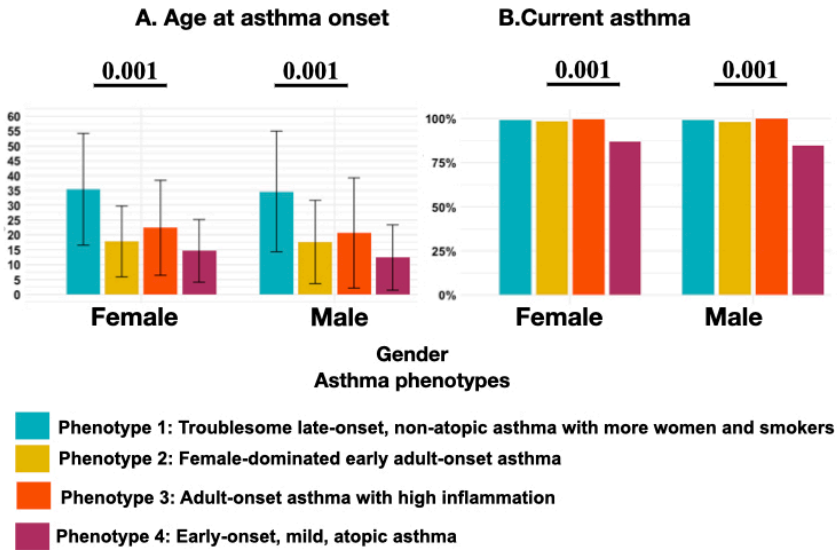 A. Age at asthma onset
B.Current asthma
0.001
0.001
0.001
0.001
60
55
50
45
40
35
30
25
20
15
10
5
0
100%
75%
50%
25%
0%
Female
Male
Female
Male
Gender
Asthma phenotypes
Phenotype 1: Troublesome late-onset, non-atopic asthma with more women and smokers
Phenotype 2: Female-dominated early adult-onset asthma
Phenotype 3: Adult-onset asthma with high inflammation
Phenotype 4: Early-onset, mild, atopic asthma